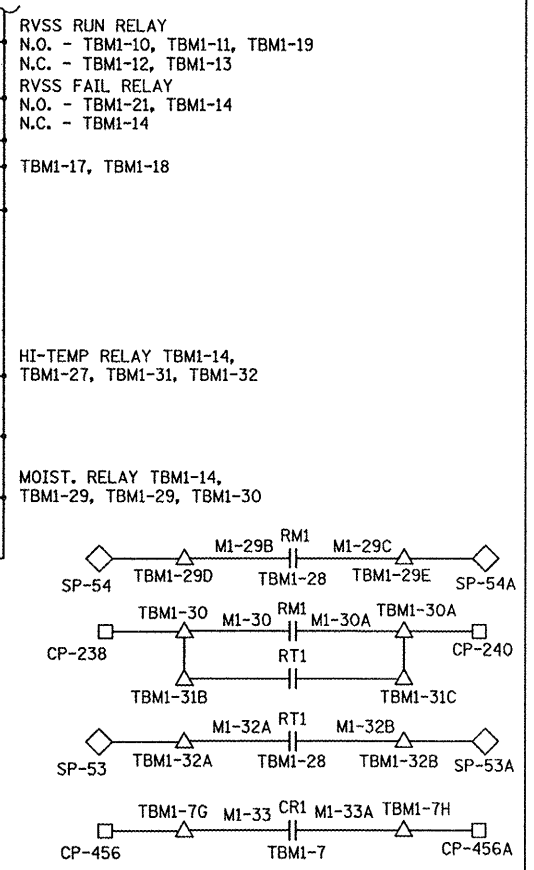 RVSS RUN RELAY
N.O. - TBM1-10, TBM1-11, TBM1-19
N.C. - TBM1-12, TBM1-13
RVSS FAIL RELAY
N.O. - TBM1-21, TBM1-14
N.C. - TBM1-14
TBM1-17, TBM1-18
HI-TEMP RELAY TBM1-14,
TBM1-27, TBM1-31, TBM1-32
MOIST. RELAY TBM1-14,
TBM1-29, TBM1-29, TBM1-30
M1-29B RM1 M1-29C
SP-54 TBM1-29D TBM1-28 TBM1-29E SP-54A
TBM1-30 M1-30 RM1 M1-30A TBM1-30A
CP-238 RT1 CP-240
TBM1-31B TBM1-31C
M1-32A RT1 M1-32B
SP-53 TBM1-32A TBM1-28 TBM1-32B SP-53A
TBM1-7G M1-33 CR1 M1-33A TBM1-7H
CP-456 TBM1-7 CP-456A